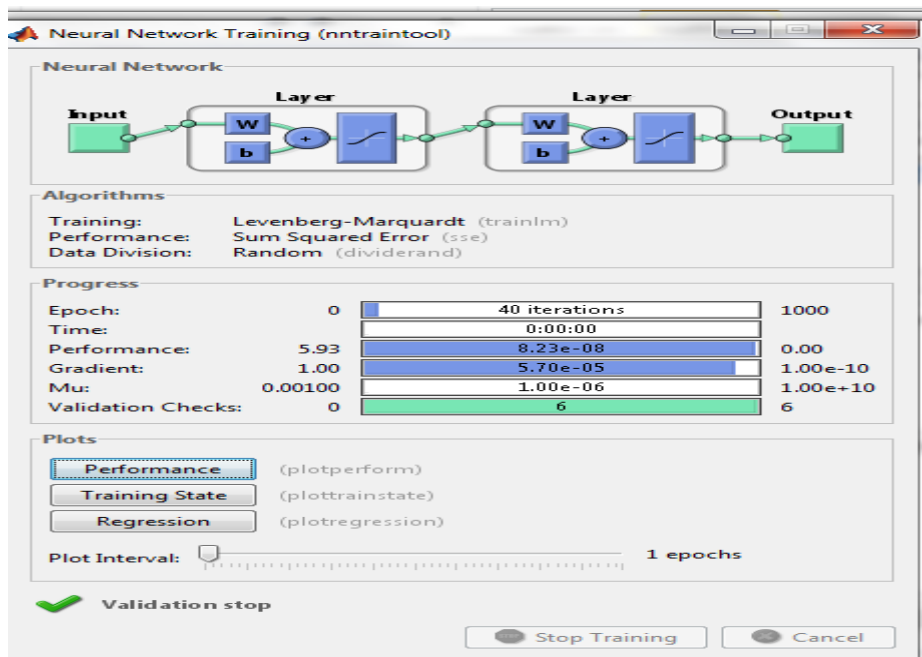 Neural Network Training (nntraintool)
Neural Network
Layer Layer
Input Output
W W
b b
+ +
Algorithms
Training: Levenberg-Marquardt (trainlm)
Performance: Sum Squared Error (sse)
Data Division: Random (dividerand)
Progress
Epoch: 0 40 iterations 1000
Time: 0:00:00
Performance: 5.93 8.23e-08 0.00
Gradient: 1.00 5.70e-05 1.00e-10
Mu: 0.00100 1.00e-06 1.00e+10
Validation Checks: 0 6 6
Plots
Performance (plotperform)
Training State (plottrainstate)
Regression (plotregression)
Plot Interval: 1 epochs
Validation stop
Stop Training Cancel